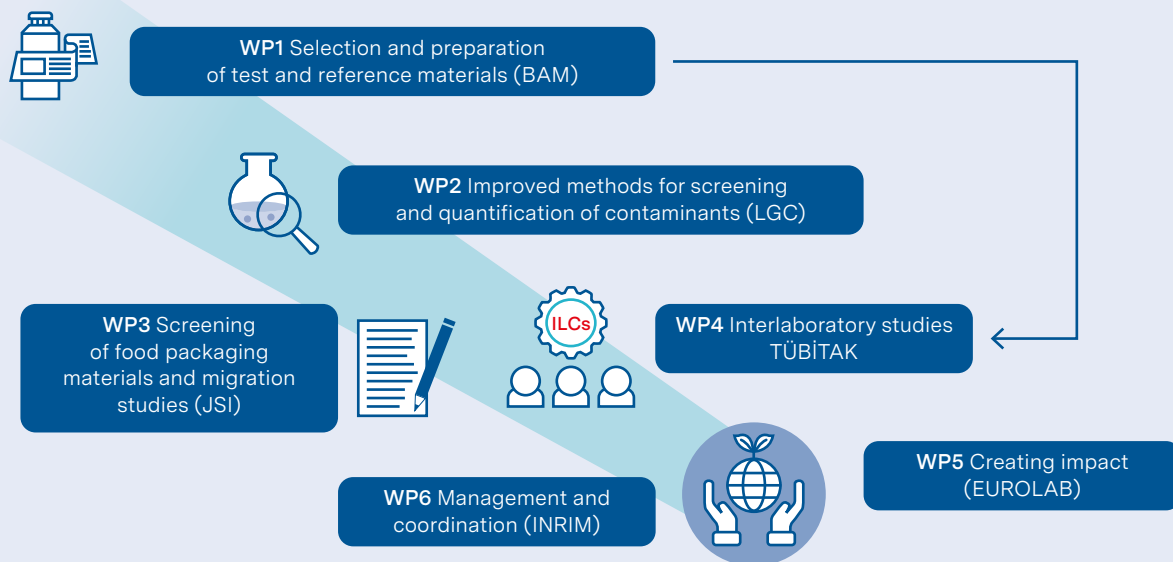 WP1 Selection and preparation
of test and reference materials (BAM)
WP2 Improved methods for screening
and quantification of contaminants (LGC)
WP3 Screening
of food packaging
materials and migration
studies (JSI)
ILCs
WP4 Interlaboratory studies
TÜBİTAK
WP5 Creating impact
(EUROLAB)
WP6 Management and
coordination (INRIM)